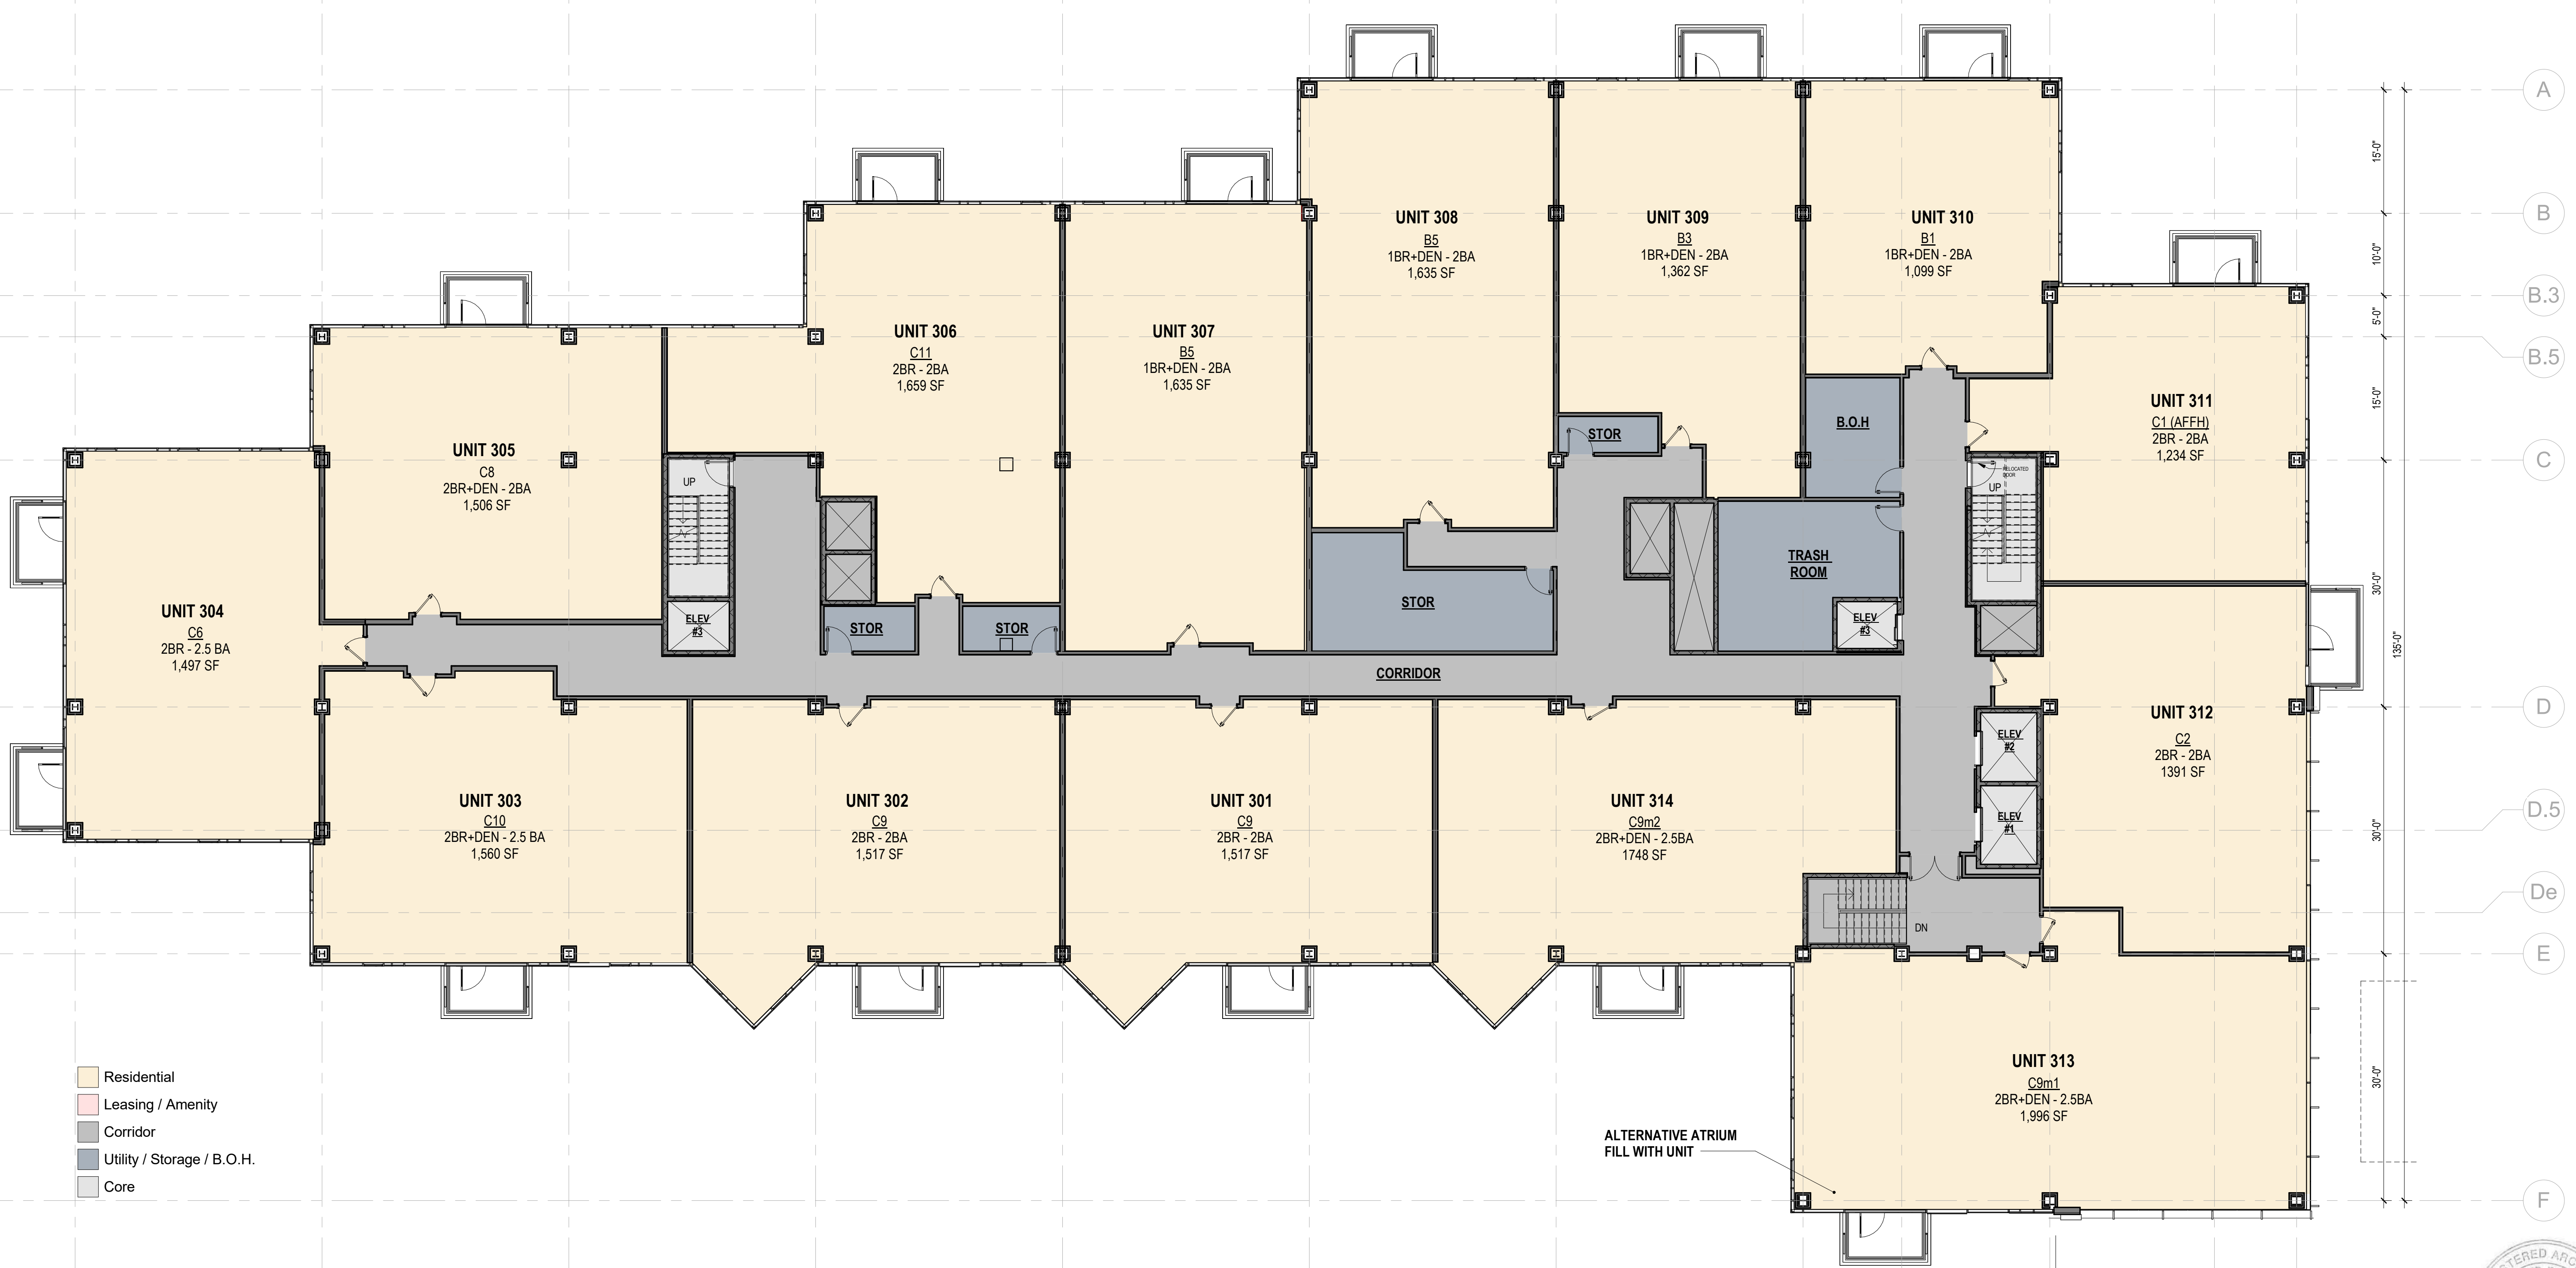 A
15'-0"
UNIT 308
B5
1BR+DEN - 2BA
1,635 SF
UNIT 309
B3
1BR+DEN - 2BA
1,362 SF
UNIT 310
B1
1BR+DEN - 2BA
1,099 SF
B
10'-0"
B.3
5'-0"
B.5
UNIT 306
C11
2BR - 2BA
1,659 SF
UNIT 307
B5
1BR+DEN - 2BA
1,635 SF
15'-0"
UNIT 311
C1 (AFFH)
2BR - 2BA
1,234 SF
B.O.H
STOR
UNIT 305
C8
2BR+DEN - 2BA
1,506 SF
C
UP
RELOCATED
DOOR
UP
TRASH
ROOM
30'-0"
UNIT 304
C6
2BR - 2.5 BA
1,497 SF
ELEV
#3
STOR
STOR
STOR
ELEV
#3
135'-0"
CORRIDOR
D
UNIT 312
C2
2BR - 2BA
1391 SF
ELEV
#2
UNIT 303
C10
2BR+DEN - 2.5 BA
1,560 SF
UNIT 302
C9
2BR - 2BA
1,517 SF
UNIT 301
C9
2BR - 2BA
1,517 SF
UNIT 314
C9m2
2BR+DEN - 2.5BA
1748 SF
ELEV
#1
30'-0"
D.5
De
DN
E
UNIT 313
C9m1
2BR+DEN - 2.5BA
1,996 SF
30'-0"
Residential
Leasing / Amenity
Corridor
Utility / Storage / B.O.H.
Core
ALTERNATIVE ATRIUM
FILL WITH UNIT
F